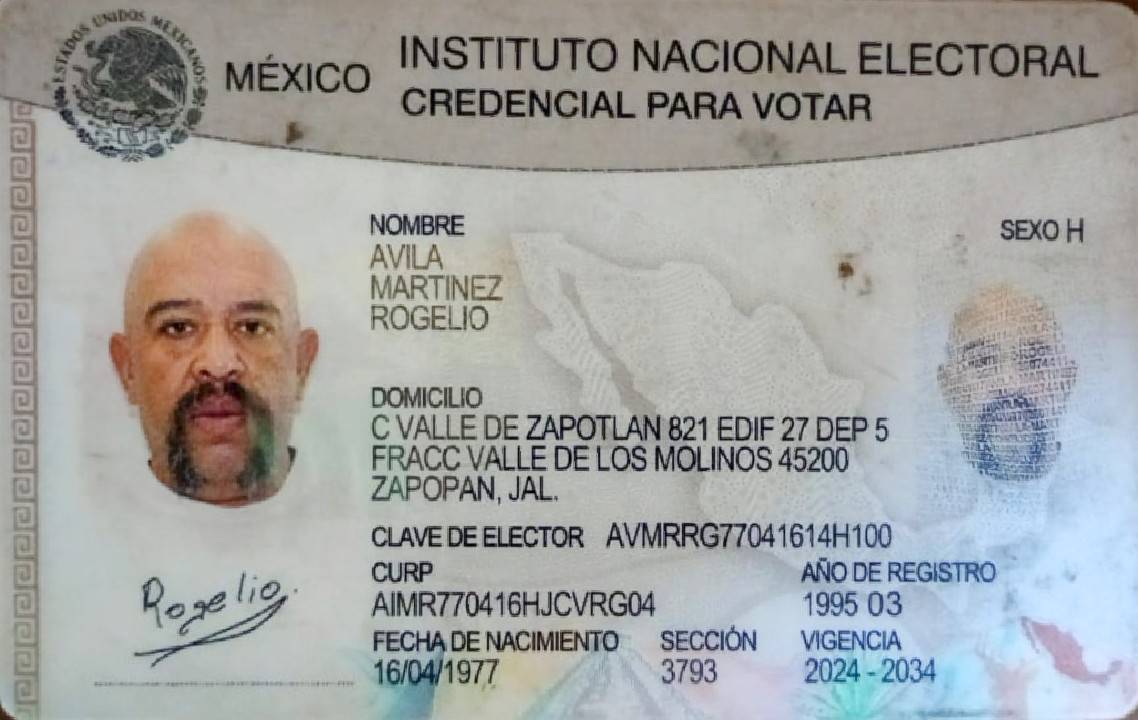 ESTADOS UNIDOS MEXICANOS
MÉXICO
INSTITUTO NACIONAL ELECTORAL
CREDENCIAL PARA VOTAR
NOMBRE
SEXO H
AVILA
MARTINEZ
ROGELIO
DOMICILIO
C VALLE DE ZAPOTLAN 821 EDIF 27 DEP 5
FRACC VALLE DE LOS MOLINOS 45200
ZAPOPAN, JAL.
CLAVE DE ELECTOR AVMRRG77041614H100
CURP
AÑO DE REGISTRO
AIMR770416HJCVRG04
1995 03
FECHA DE NACIMIENTO SECCIÓN VIGENCIA
16/04/1977 3793 2024 - 2034
Rogelio.